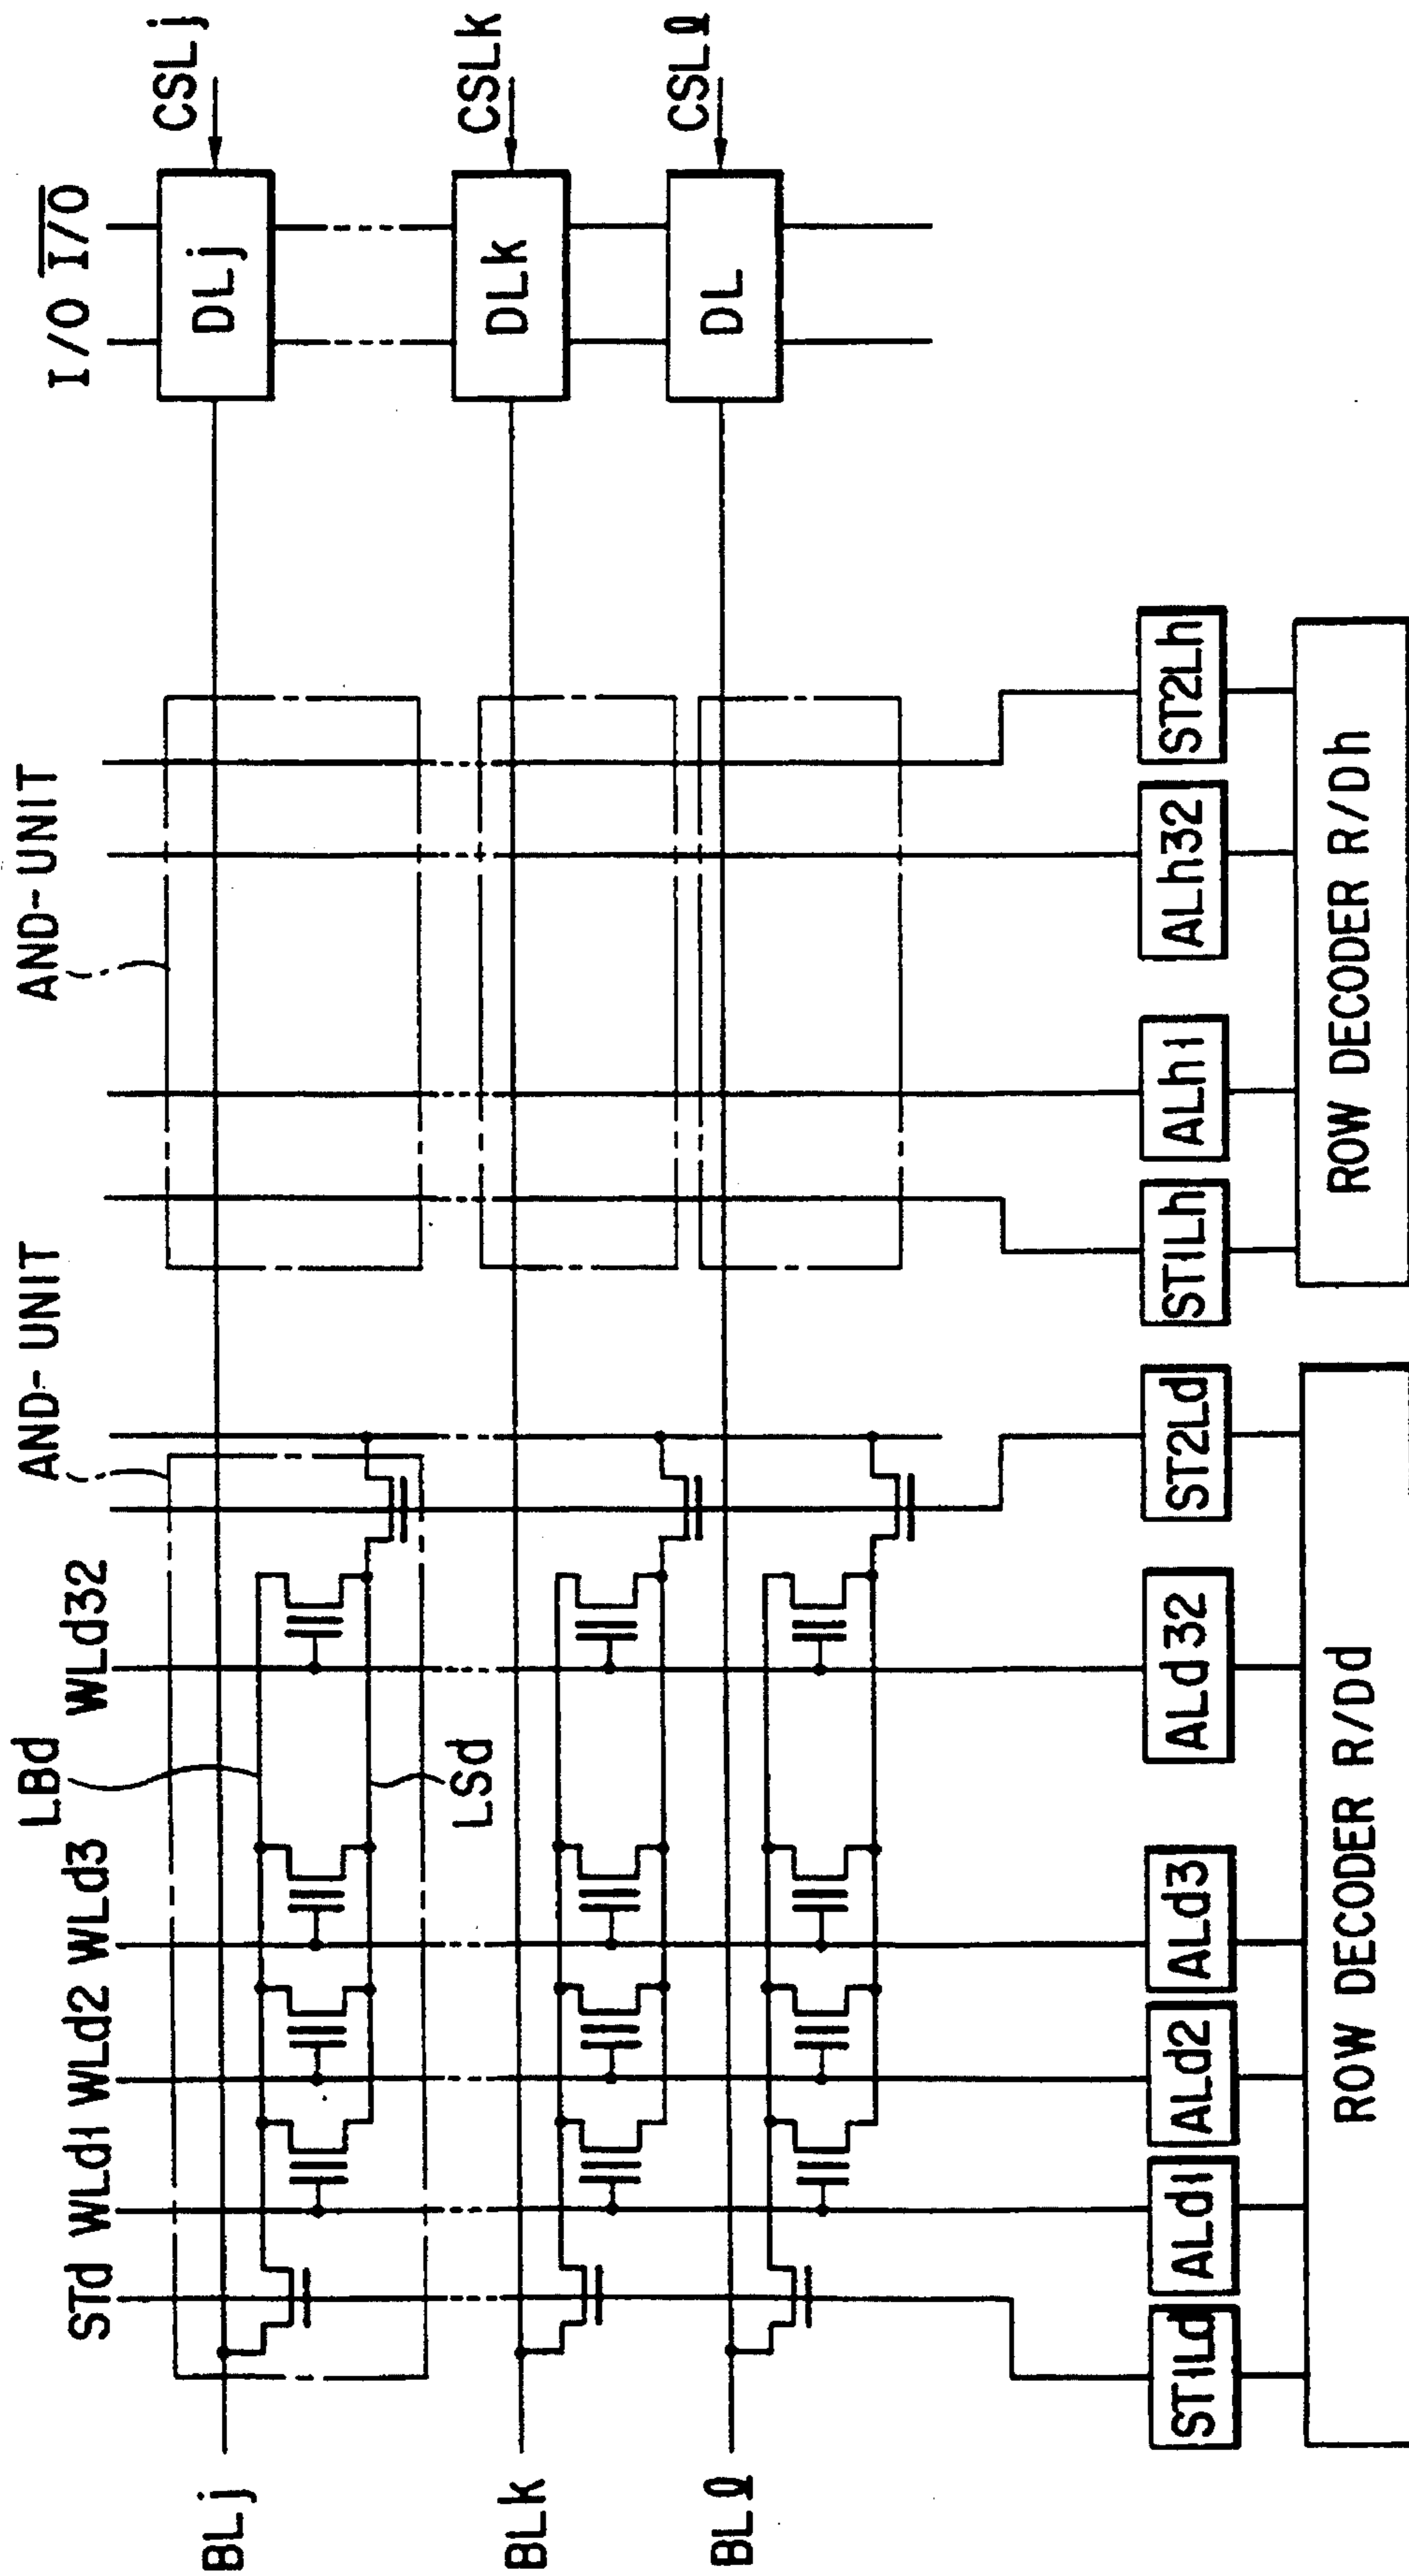 AND-UNIT
AND-UNIT
I/O I/O
LBd
STd WLd1 WLd2 WLd3 WLd32
LSd
BLj
DLj
CSLj
BLk
DLk
CSLk
BLℓ
DL
CSLℓ
ST1Ld
ALd1
ALd2
ALd3
ALd32
ST2Ld
ST1Lh
ALh1
ALh32
ST2Lh
ROW DECODER R/Dd
ROW DECODER R/Dh